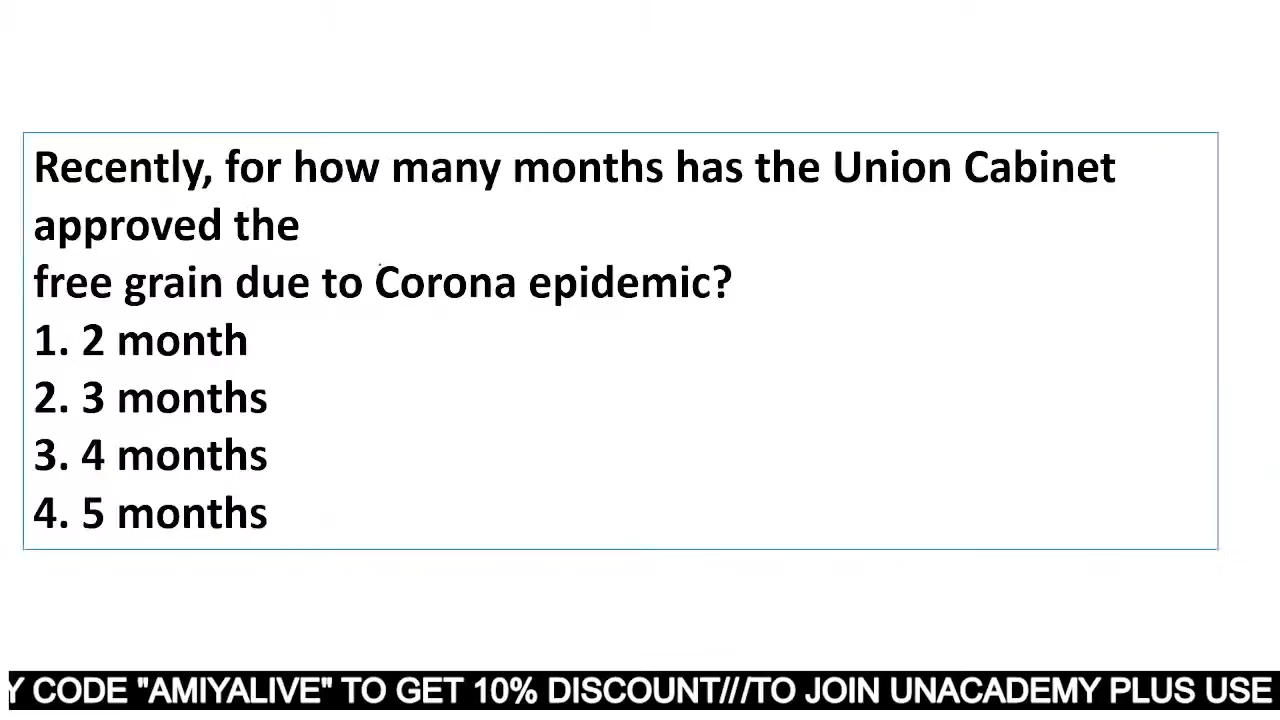 Recently, for how many months has the Union Cabinet
approved the
free grain due to Corona epidemic?
1. 2 month
2. 3 months
3. 4 months
4. 5 months
Y CODE "AMIYALIVE" TO GET 10% DISCOUNT///TO JOIN UNACADEMY PLUS USE